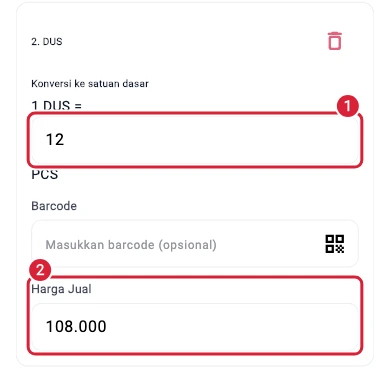 2. DUS
Konversi ke satuan dasar
1 DUS =
1
12
PCS
Barcode
Masukkan barcode (opsional)
2
Harga Jual
108.000